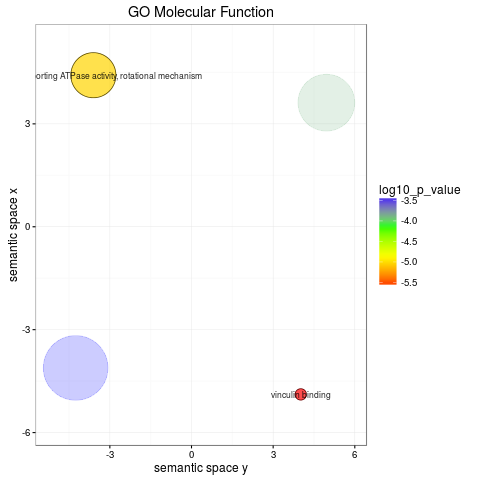 GO Molecular Function
orting ATPase activity, rotational mechanism
vinculin binding
3
0
-3
-6
-3
0
3
6
semantic space x
semantic space y
log10_p_value
-3.5
-4.0
-4.5
-5.0
-5.5